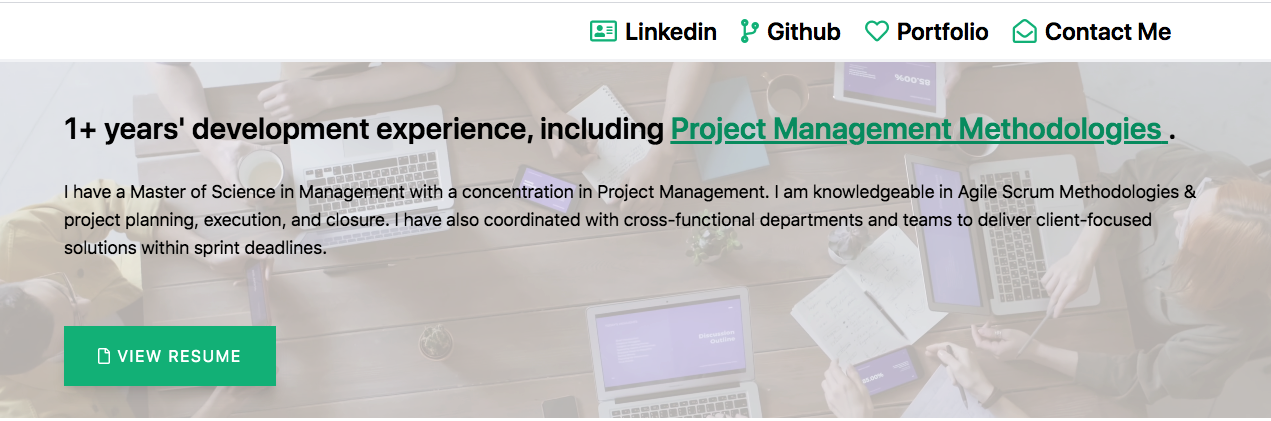 Linkedin Github Portfolio Contact Me
1+ years' development experience, including Project Management Methodologies .
I have a Master of Science in Management with a concentration in Project Management. I am knowledgeable in Agile Scrum Methodologies &
project planning, execution, and closure. I have also coordinated with cross-functional departments and teams to deliver client-focused
solutions within sprint deadlines.
Discussion
Outline
VIEW RESUME